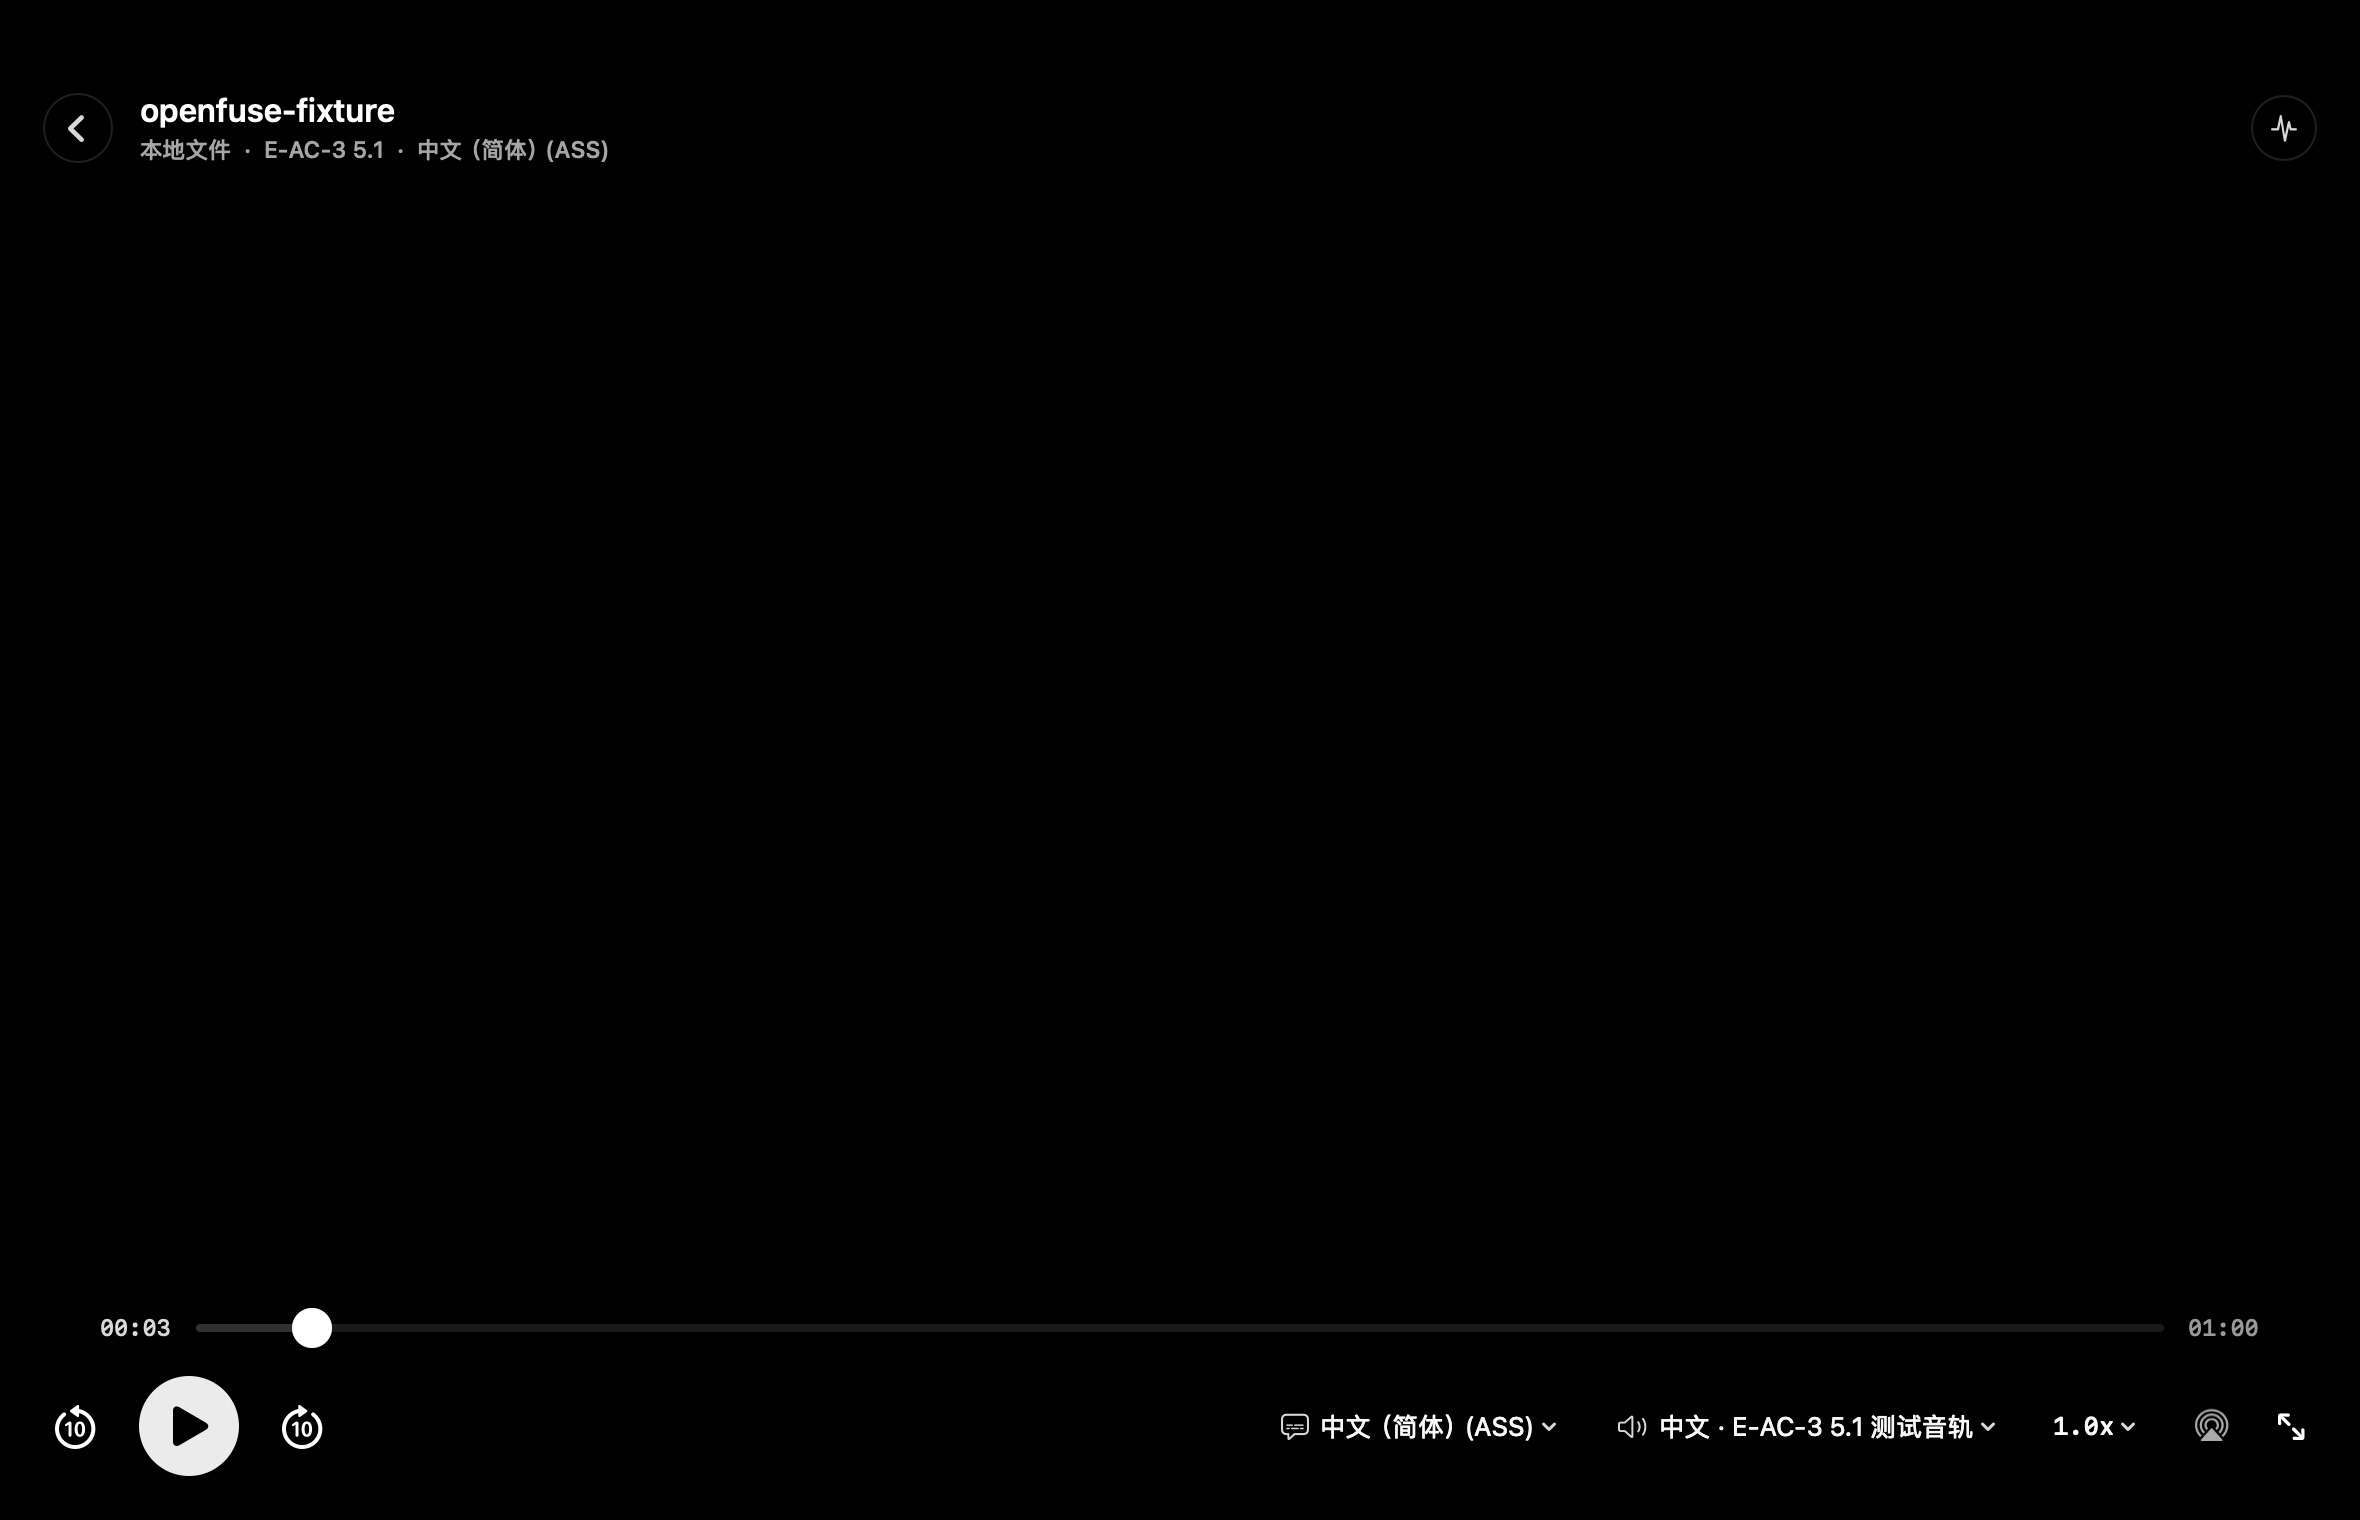 openfuse-fixture
本地文件 · E-AC-3 5.1 · 中文（简体）(ASS)
00:03
01:00
10
10
中文（简体）(ASS)
中文 · E-AC-3 5.1 测试音轨
1.0x